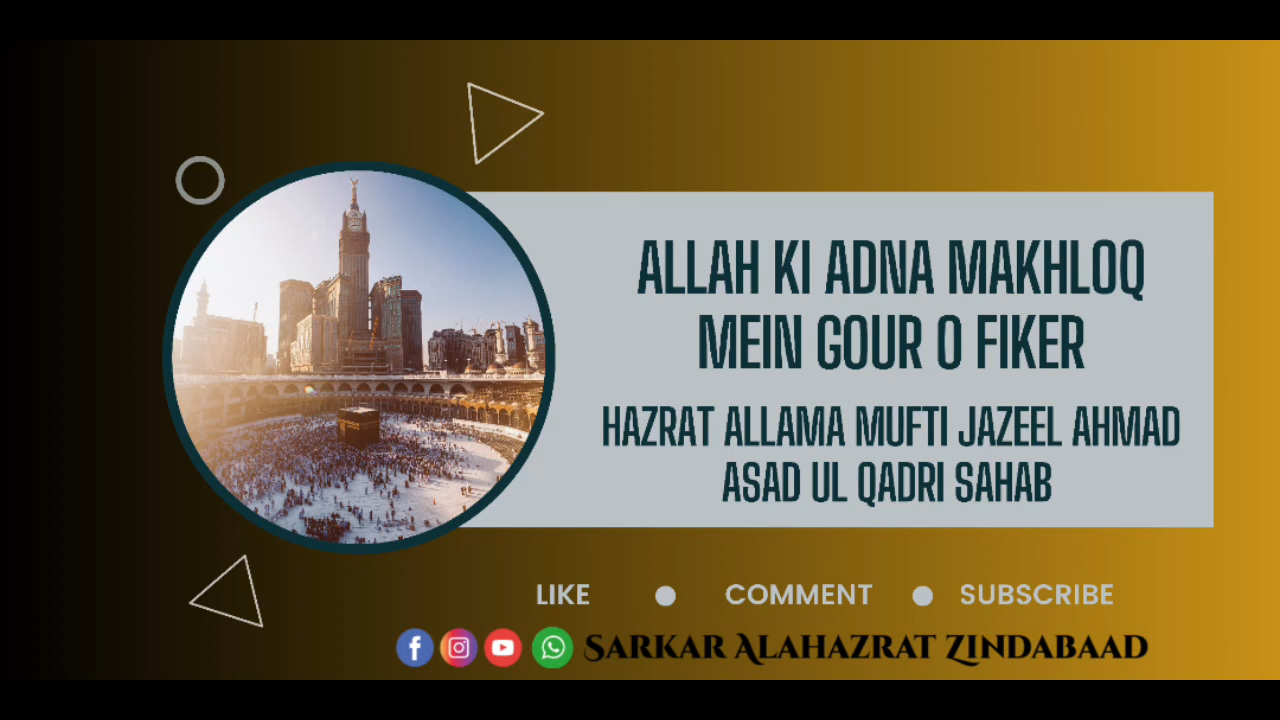 ALLAH KI ADNA MAKHLOQ
MEIN GOUR O FIKER
HAZRAT ALLAMA MUFTI JAZEEL AHMAD
ASAD UL QADRI SAHAB
LIKE ● COMMENT ● SUBSCRIBE
SARKAR ALAHAZRAT ZINDABAAD